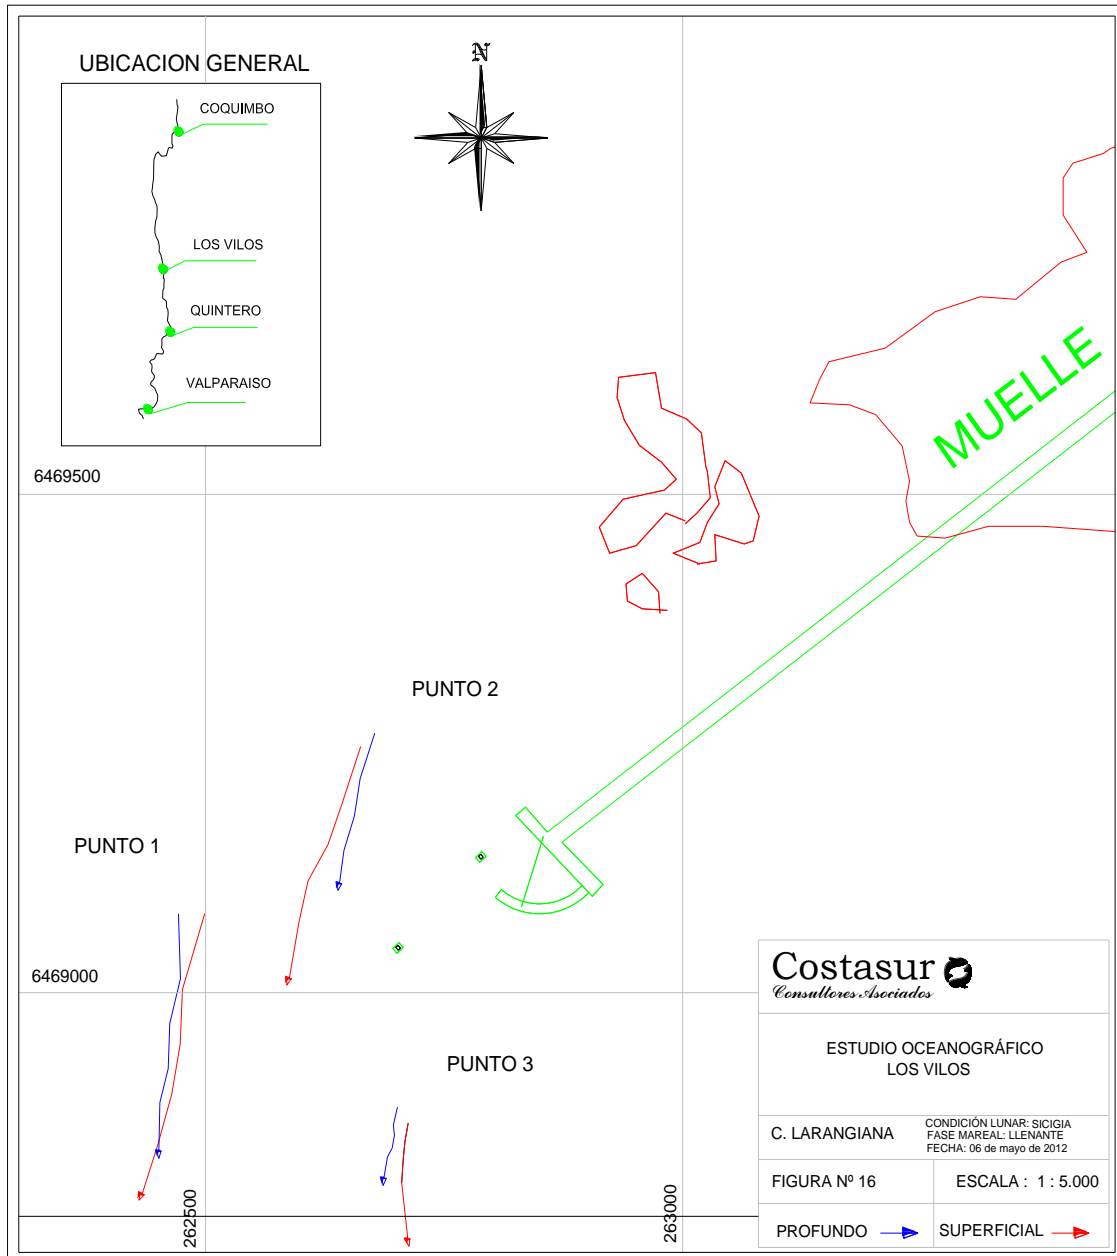 UBICACION GENERAL
N
COQUIMBO
LOS VILOS
QUINTERO
VALPARAISO
MUELLE
6469500
PUNTO 2
PUNTO 1
6469000
PUNTO 3
262500
263000
Costasur
Consultores Asociados
ESTUDIO OCEANOGRÁFICO
LOS VILOS
C. LARANGIANA
CONDICIÓN LUNAR: SICIGIA
FASE MAREAL: LLENANTE
FECHA: 06 de mayo de 2012
FIGURA Nº 16
ESCALA : 1 : 5.000
PROFUNDO
SUPERFICIAL